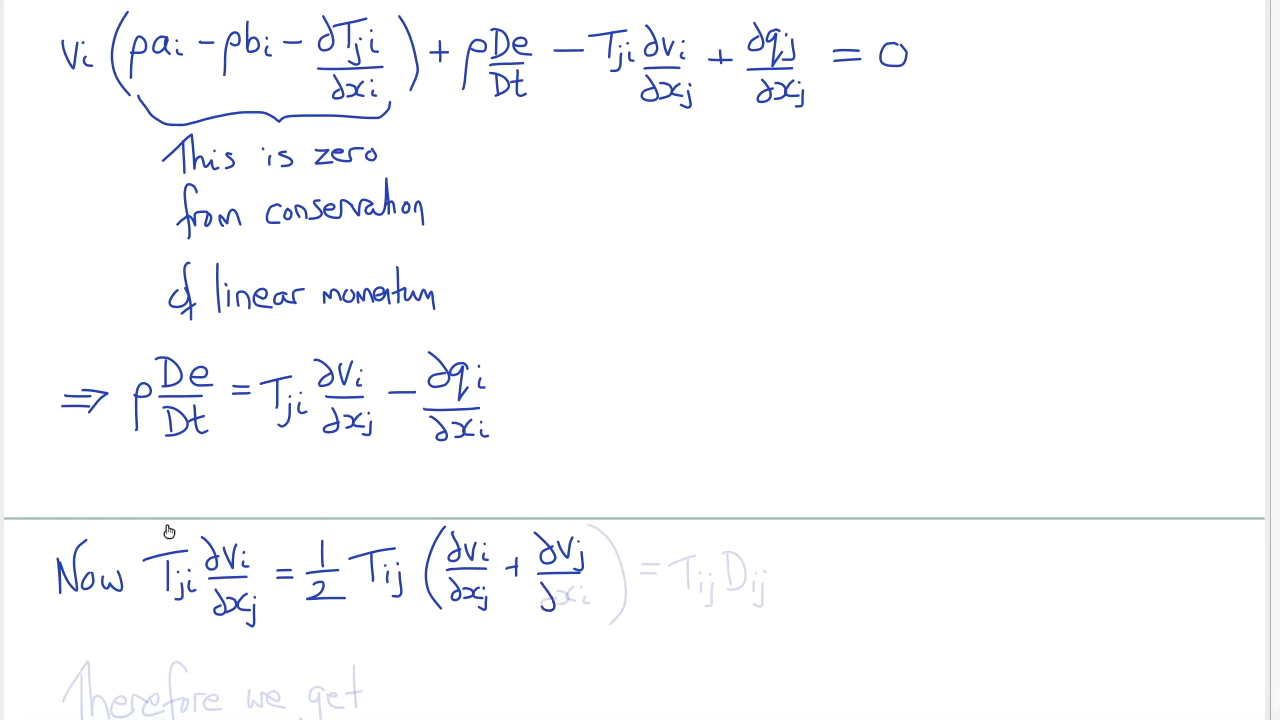 vi (ρai − ρbi − ∂Tji/∂xi) + ρ De/Dt − Tji ∂vi/∂xj + ∂qj/∂xj = 0
This is zero
from conservation
of linear momentum
⇒ ρ De/Dt = Tji ∂vi/∂xj − ∂qi/∂xi
Now Tji ∂vi/∂xj = 1/2 Tij (∂vi/∂xj + ∂vj/∂xi) = Tij Dij
Therefore we get